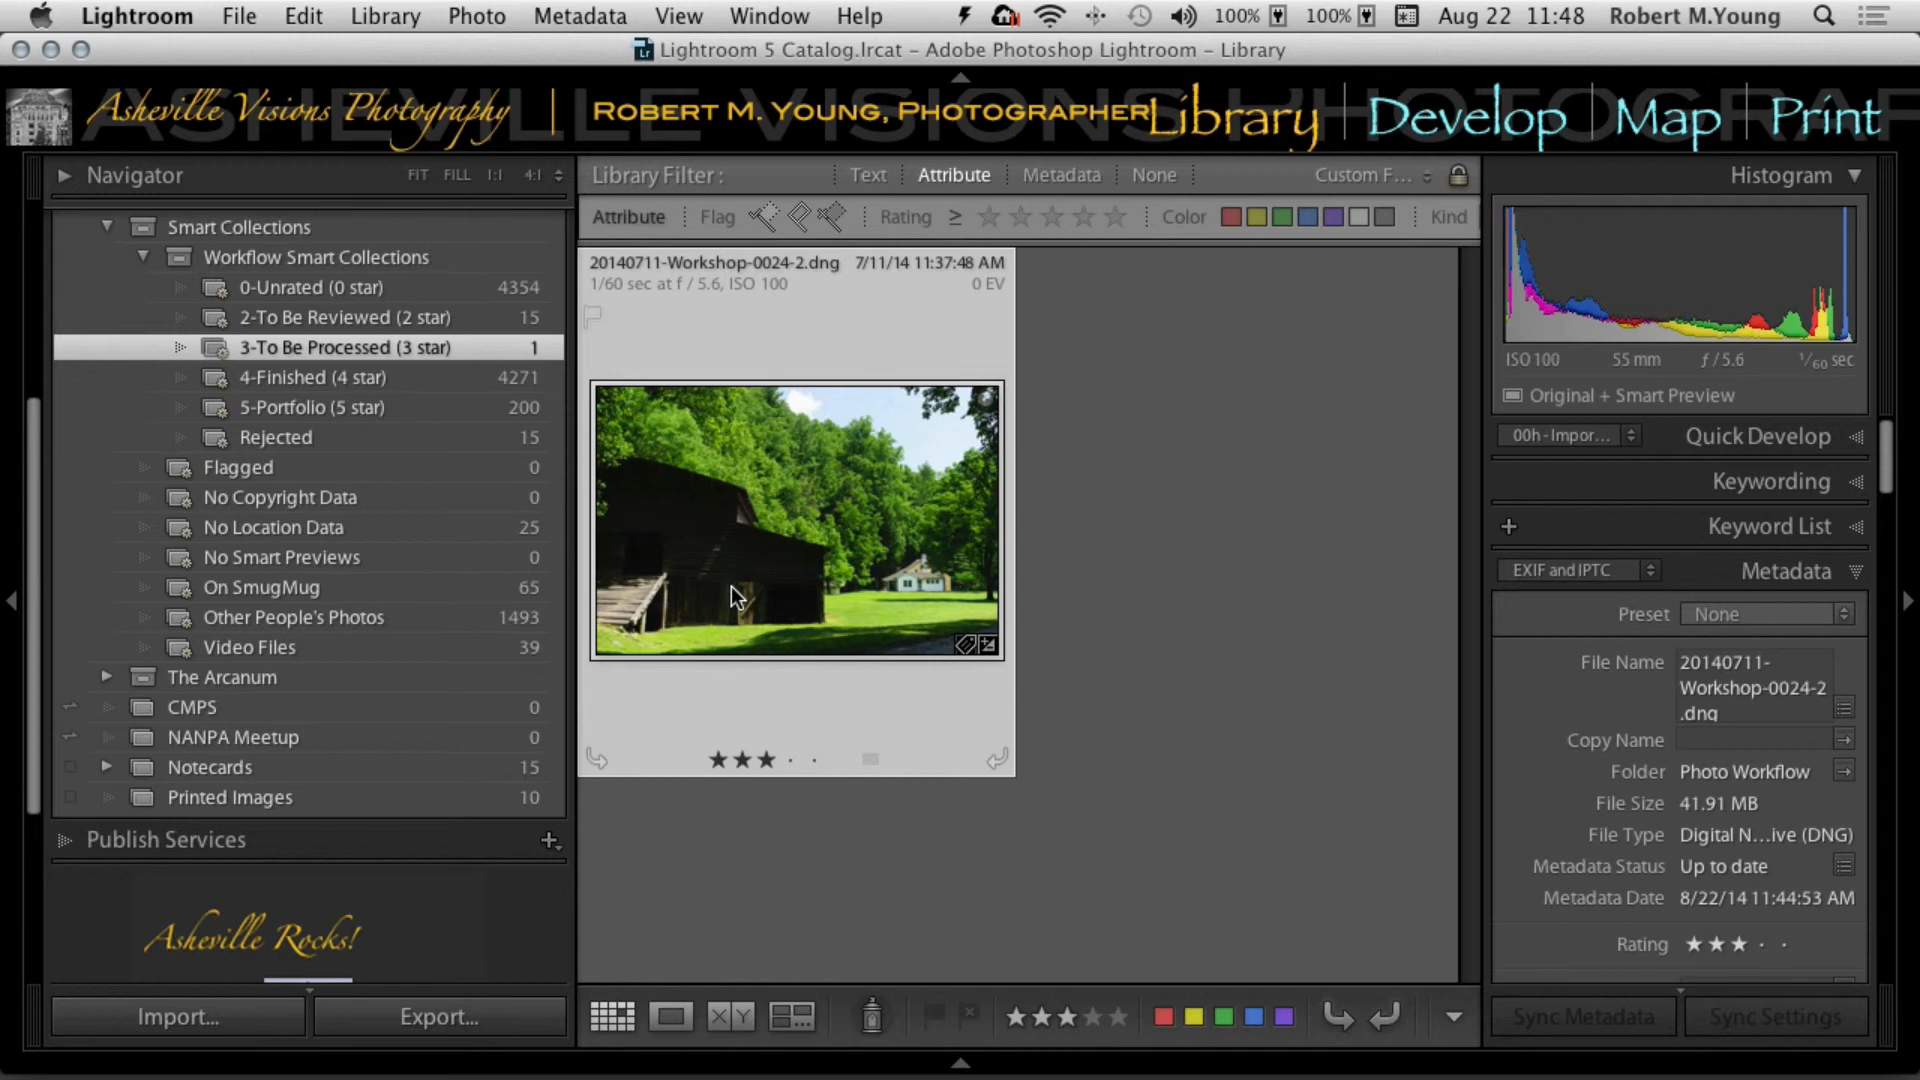 Lightroom File Edit Library Photo Metadata View Window Help 100% 100% Aug 22 11:48 Robert M.Young
Lightroom 5 Catalog.lrcat – Adobe Photoshop Lightroom – Library
Asheville Visions Photography | Robert M. Young, Photographer Library | Develop | Map | Print
Navigator FIT FILL 1:1 4:1
Library Filter : Text Attribute Metadata None Custom F...
Histogram
Attribute Flag Rating ≥ Color Kind
Smart Collections
Workflow Smart Collections
0-Unrated (0 star) 4354
2-To Be Reviewed (2 star) 15
3-To Be Processed (3 star) 1
4-Finished (4 star) 4271
5-Portfolio (5 star) 200
Rejected 15
Flagged 0
No Copyright Data 0
No Location Data 25
No Smart Previews 0
On SmugMug 65
Other People's Photos 1493
Video Files 39
The Arcanum
CMPS 0
NANPA Meetup 0
Notecards 15
Printed Images 10
Publish Services
Asheville Rocks!
Import... Export...
20140711-Workshop-0024-2.dng 7/11/14 11:37:48 AM
1/60 sec at f / 5.6, ISO 100 0 EV
XY
ISO 100 55 mm ƒ / 5.6 1/60 sec
Original + Smart Preview
00h - Impor... Quick Develop
Keywording
Keyword List
EXIF and IPTC Metadata
Preset None
File Name 20140711-
Workshop-0024-2
.dng
Copy Name
Folder Photo Workflow
File Size 41.91 MB
File Type Digital N...ive (DNG)
Metadata Status Up to date
Metadata Date 8/22/14 11:44:53 AM
Rating
Sync Metadata Sync Settings